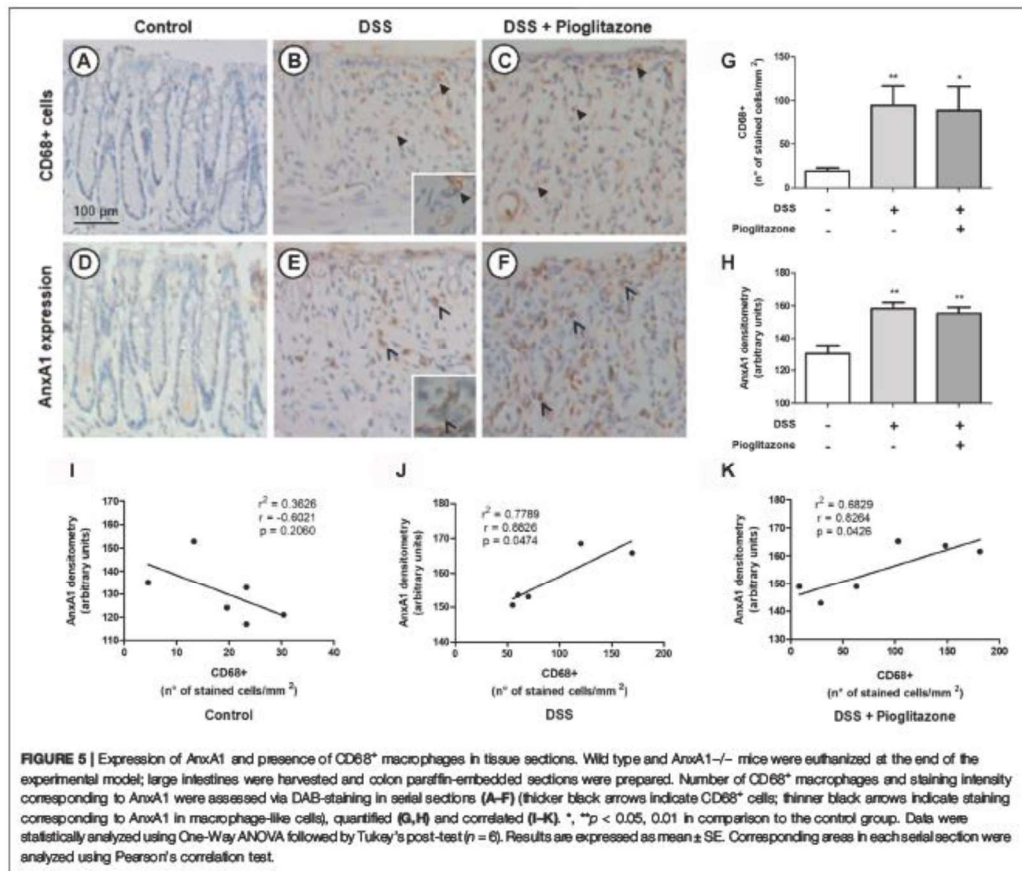 Control
DSS
DSS + Pioglitazone
CD68+ cells
A
B
C
100 μm
AnxA1 expression
D
E
F
G
CD68+
(n° of stained cells/mm²)
150
100
50
0
**
*
DSS - + +
Pioglitazone - - +
H
AnxA1 densitometry
(arbitrary units)
180
160
140
120
100
**
**
DSS - + +
Pioglitazone - - +
I
AnxA1 densitometry
(arbitrary units)
170
160
150
140
130
120
110
r² = 0.3626
r = -0.6021
p = 0.2060
0 10 20 30 40
CD68+
(n° of stained cells/mm²)
Control
J
AnxA1 densitometry
(arbitrary units)
180
170
160
150
140
r² = 0.7789
r = 0.8826
p = 0.0474
0 50 100 150 200
CD68+
(n° of stained cells/mm²)
DSS
K
AnxA1 densitometry
(arbitrary units)
180
170
160
150
140
130
r² = 0.6829
r = 0.8264
p = 0.0426
0 50 100 150 200
CD68+
(n° of stained cells/mm²)
DSS + Pioglitazone
FIGURE 5 | Expression of AnxA1 and presence of CD68⁺ macrophages in tissue sections. Wild type and AnxA1−/− mice were euthanized at the end of the
experimental model; large intestines were harvested and colon paraffin-embedded sections were prepared. Number of CD68⁺ macrophages and staining intensity
corresponding to AnxA1 were assessed via DAB-staining in serial sections (A–F) (thicker black arrows indicate CD68⁺ cells; thinner black arrows indicate staining
corresponding to AnxA1 in macrophage-like cells), quantified (G,H) and correlated (I–K). *, **p < 0.05, 0.01 in comparison to the control group. Data were
statistically analyzed using One-Way ANOVA followed by Tukey's post-test (n = 6). Results are expressed as mean ± SE. Corresponding areas in each serial section were
analyzed using Pearson's correlation test.